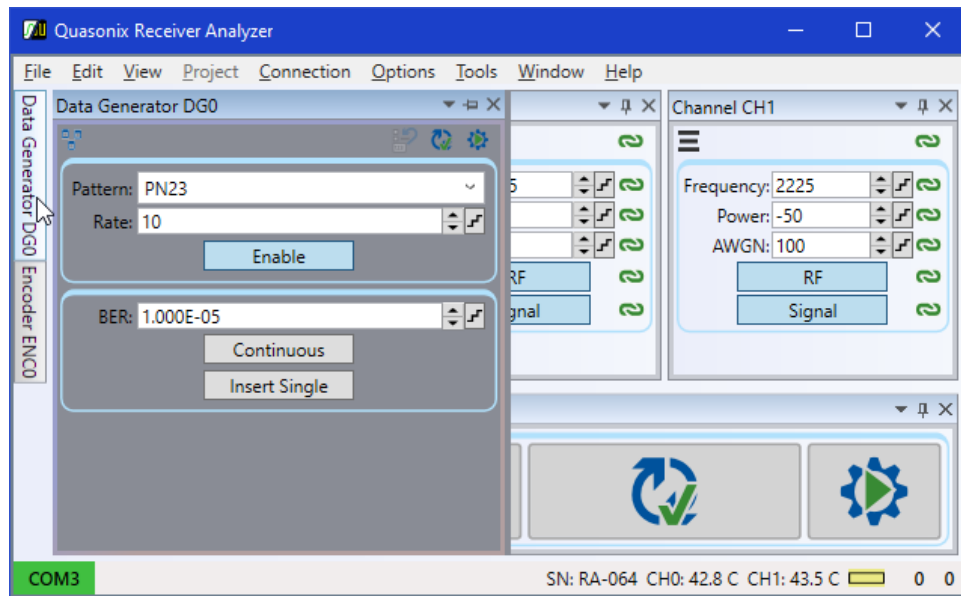 Quasonix Receiver Analyzer
File Edit View Project Connection Options Tools Window Help
Data Generator DG0
Encoder ENC0
Data Generator DG0
Pattern: PN23
Rate: 10
Enable
BER: 1.000E-05
Continuous
Insert Single
5
RF
gnal
Channel CH1
Frequency: 2225
Power: -50
AWGN: 100
RF
Signal
COM3
SN: RA-064 CH0: 42.8 C CH1: 43.5 C 0 0